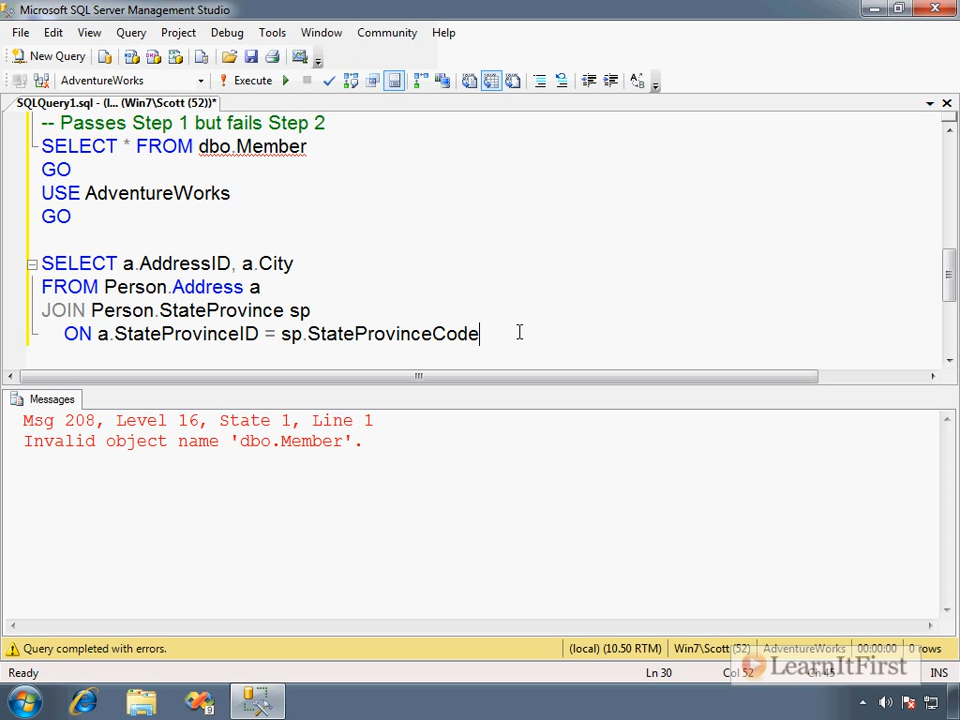 Microsoft SQL Server Management Studio
File Edit View Query Project Debug Tools Window Community Help
New Query
AdventureWorks ! Execute
SQLQuery1.sql - (l... (Win7\Scott (52))*
-- Passes Step 1 but fails Step 2
SELECT * FROM dbo.Member
GO
USE AdventureWorks
GO
SELECT a.AddressID, a.City
FROM Person.Address a
JOIN Person.StateProvince sp
ON a.StateProvinceID = sp.StateProvinceCode
Messages
Msg 208, Level 16, State 1, Line 1
Invalid object name 'dbo.Member'.
Query completed with errors. (local) (10.50 RTM) Win7\Scott (52) AdventureWorks 00:00:00 0 rows
Ready Ln 30 Col 52 Ch 45 INS
LearnItFirst